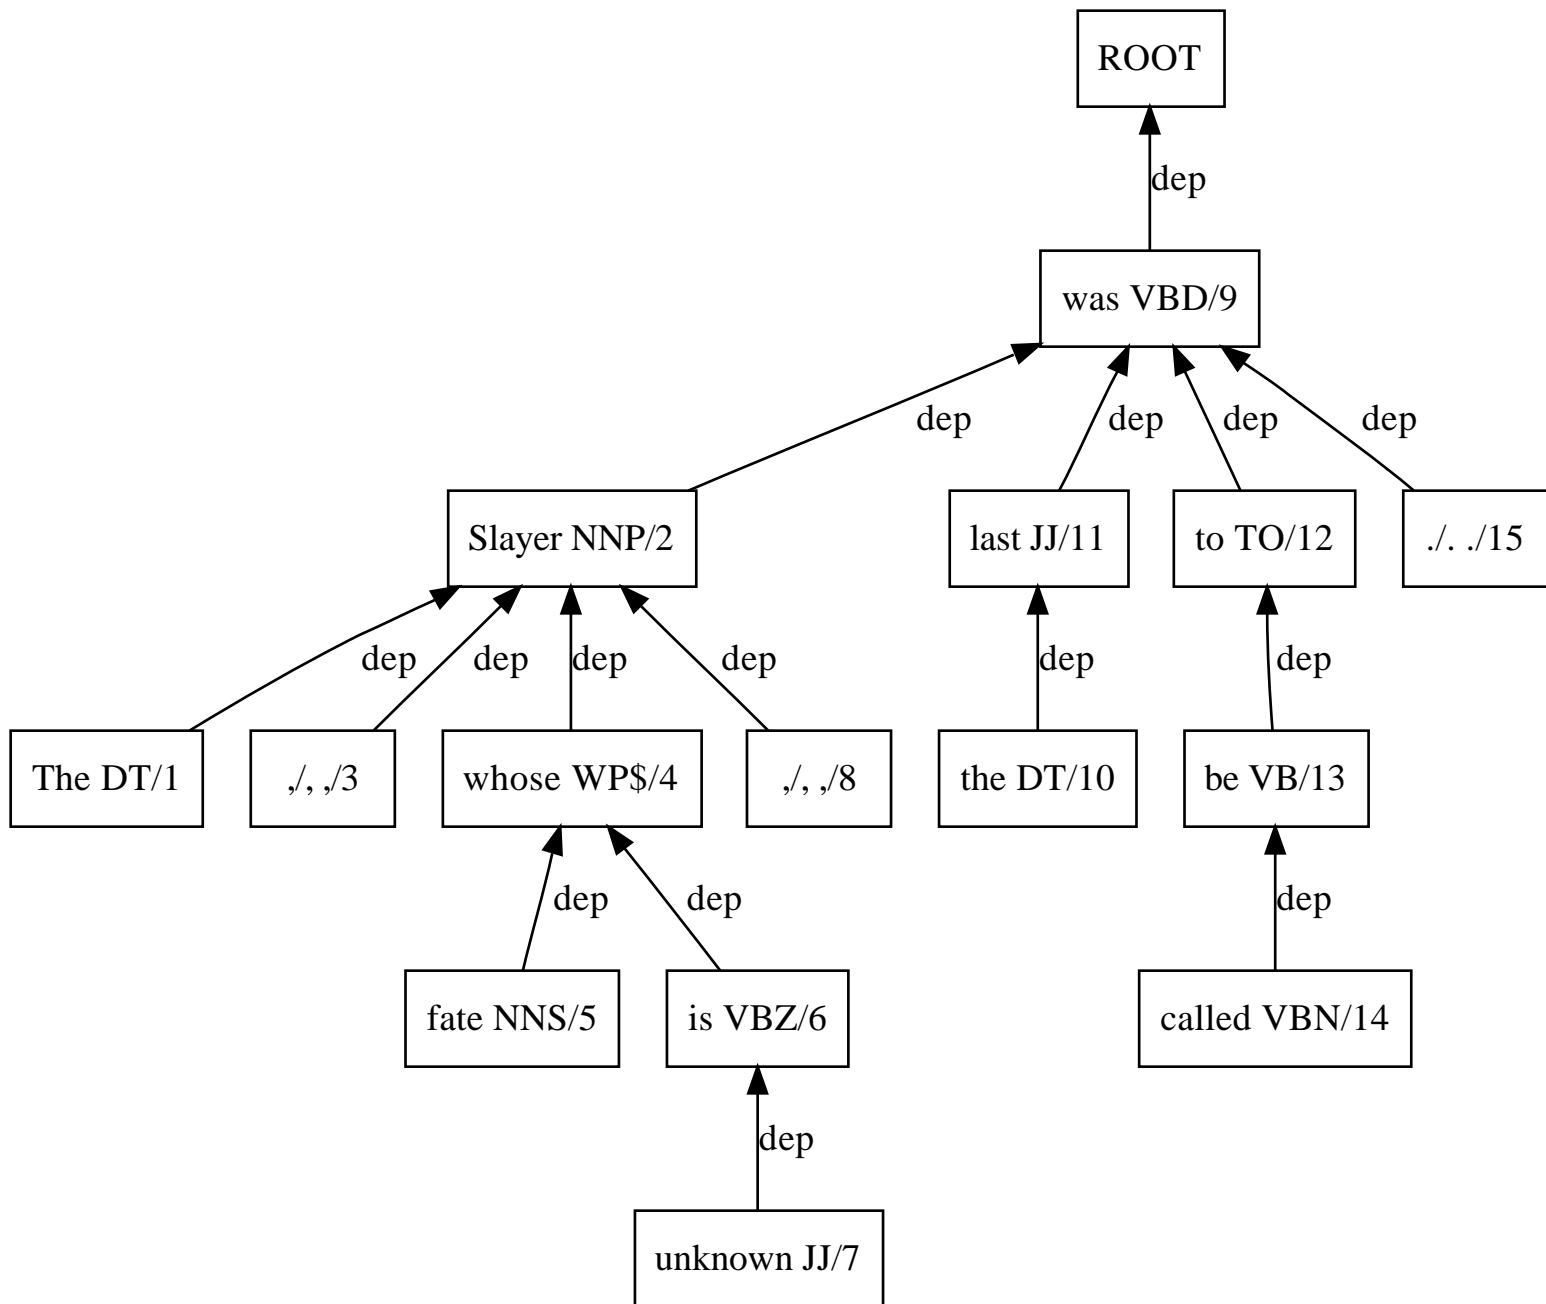 ROOT
dep
was VBD/9
dep dep dep dep
Slayer NNP/2 last JJ/11 to TO/12 ./. ./15
dep dep dep dep dep dep
The DT/1 ,/, ,/3 whose WP$/4 ,/, ,/8 the DT/10 be VB/13
dep dep dep
fate NNS/5 is VBZ/6 called VBN/14
dep
unknown JJ/7